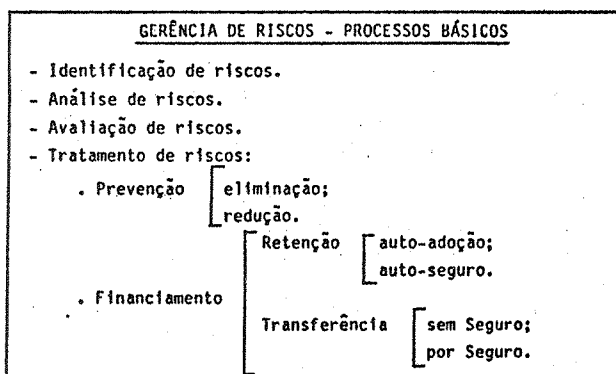 GERÊNCIA DE RISCOS - PROCESSOS BÁSICOS
- Identificação de riscos.
- Análise de riscos.
- Avaliação de riscos.
- Tratamento de riscos:
. Prevenção eliminação;
redução.
Retenção auto-adoção;
auto-seguro.
. Financiamento
Transferência sem Seguro;
por Seguro.